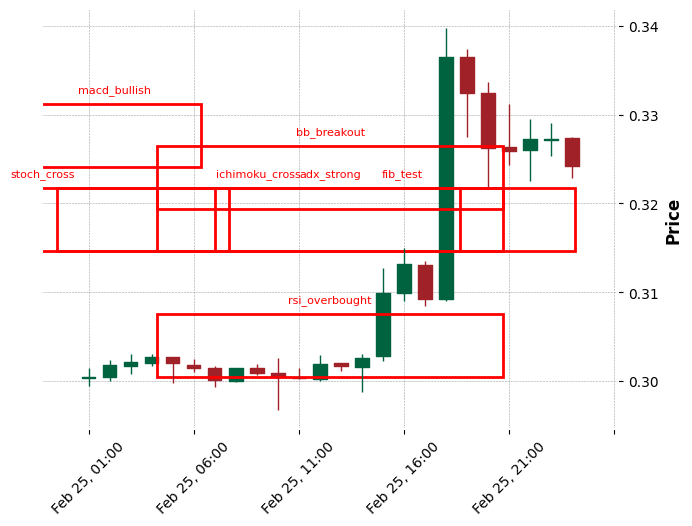 0.34
macd_bullish
0.33
bb_breakout
stoch_cross
ichimoku_cross
adx_strong
fib_test
0.32
Price
0.31
rsi_overbought
0.30
Feb 25, 01:00
Feb 25, 06:00
Feb 25, 11:00
Feb 25, 16:00
Feb 25, 21:00